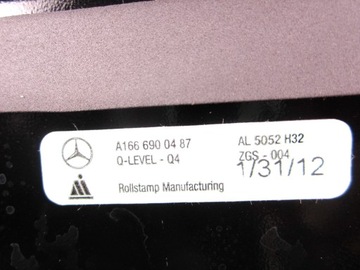 A166 690 04 87 AL 5052 H32
Q-LEVEL - Q4 ZGS - 004
1/31/12
Rollstamp Manufacturing